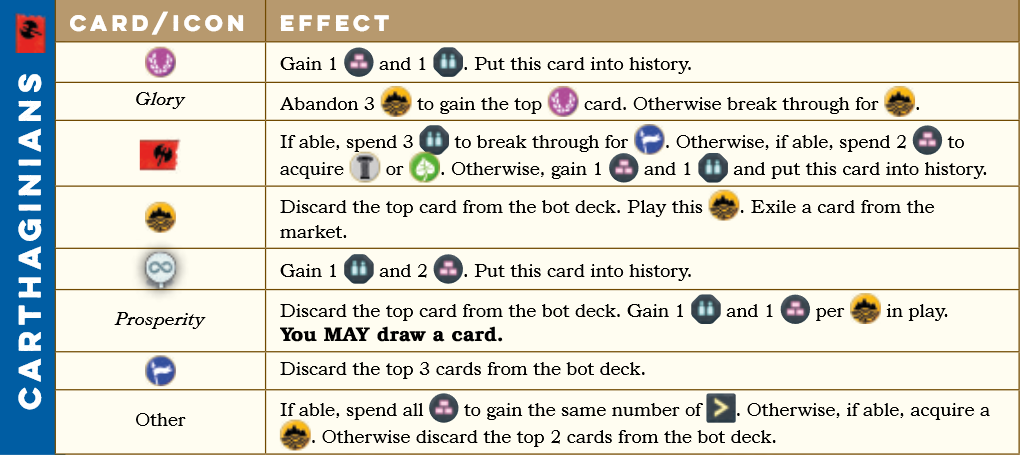 CARTHAGINIANS
CARD/ICON EFFECT
Gain 1 and 1 . Put this card into history.
Glory
Abandon 3 to gain the top card. Otherwise break through for .
If able, spend 3 to break through for . Otherwise, if able, spend 2 to
acquire or . Otherwise, gain 1 and 1 and put this card into history.
Discard the top card from the bot deck. Play this . Exile a card from the
market.
Gain 1 and 2 . Put this card into history.
Prosperity
Discard the top card from the bot deck. Gain 1 and 1 per in play.
You MAY draw a card.
Discard the top 3 cards from the bot deck.
Other
If able, spend all to gain the same number of . Otherwise, if able, acquire a
. Otherwise discard the top 2 cards from the bot deck.